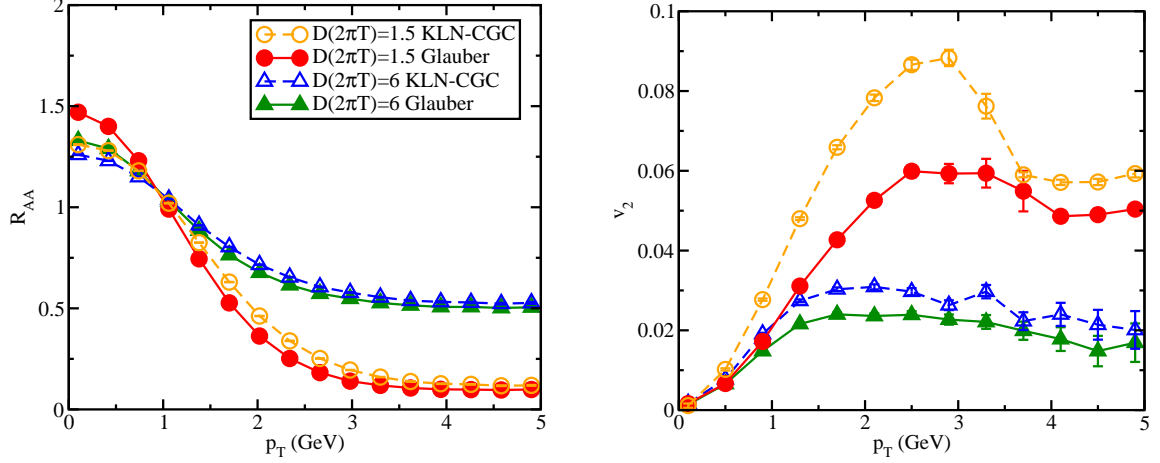 2
1.5
1
0.5
0
R_AA
D(2πT)=1.5 KLN-CGC
D(2πT)=1.5 Glauber
D(2πT)=6 KLN-CGC
D(2πT)=6 Glauber
0 1 2 3 4 5
p_T (GeV)
0.1
0.08
0.06
0.04
0.02
0
v_2
0 1 2 3 4 5
p_T (GeV)